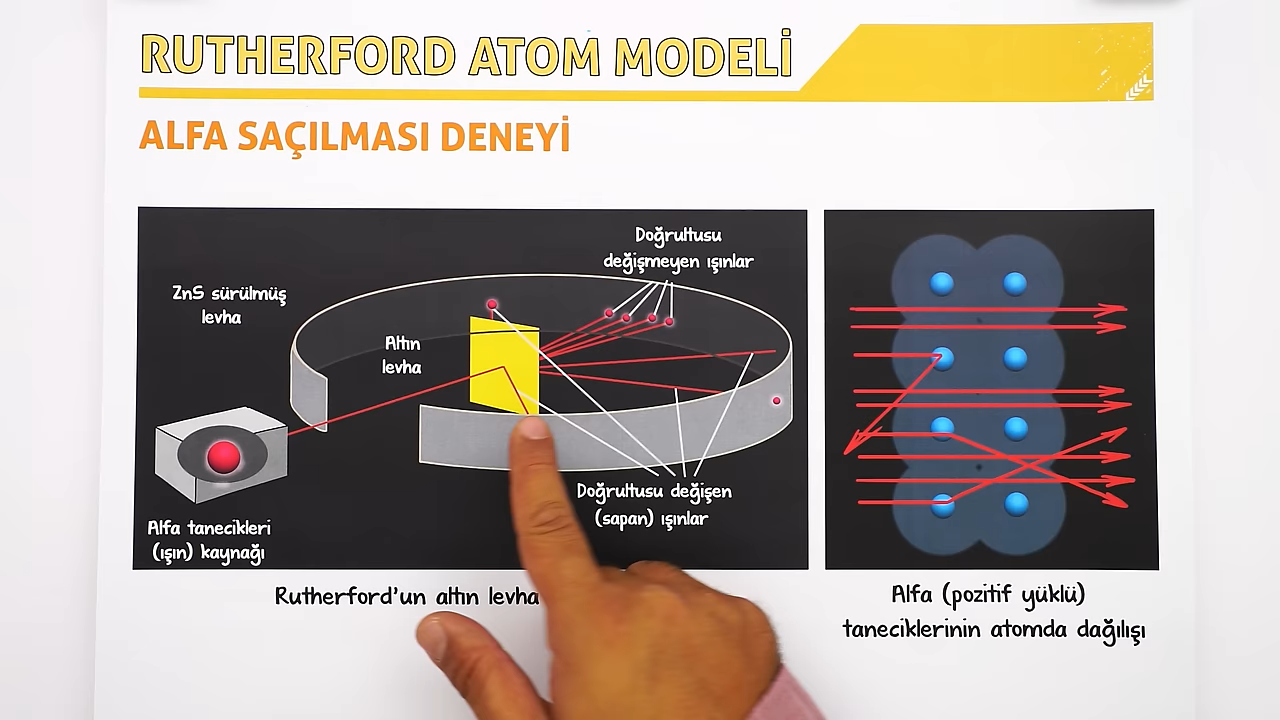 RUTHERFORD ATOM MODELİ
ALFA SAÇILMASI DENEYİ
Doğrultusu
değişmeyen ışınlar
ZnS sürülmüş
levha
Altın
levha
Doğrultusu değişen
(sapan) ışınlar
Alfa tanecikleri
(ışın) kaynağı
Rutherford'un altın levha
Alfa (pozitif yüklü)
taneciklerinin atomda dağılışı